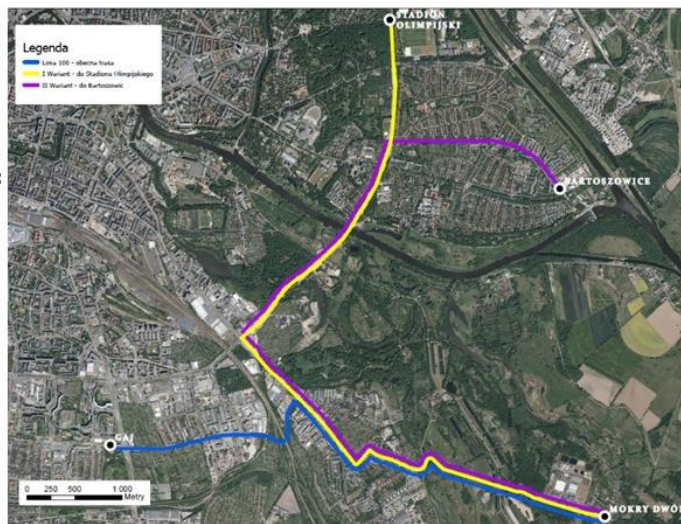 STADION
OLIMPIJSKI
Legenda
Linia 100 - obecna trasa
I Wariant - do Stadionu Olimpijskiego
II Wariant - do Bartoszowic
BARTOSZOWICE
GAJ
0 250 500 1 000
Metry
MOKRY DWÓR